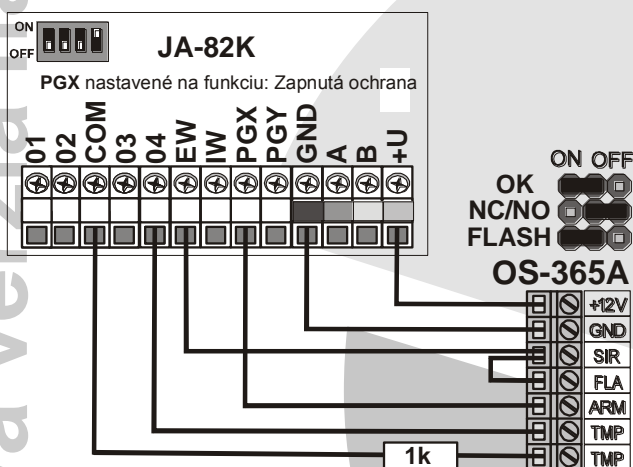 ON
OFF
JA-82K
PGX nastavené na funkciu: Zapnutá ochrana
01 02 COM 03 04 EW IW PGX PGY GND A B +U
ON OFF
OK
NC/NO
FLASH
OS-365A
+12V
GND
SIR
FLA
ARM
TMP
1k
TMP